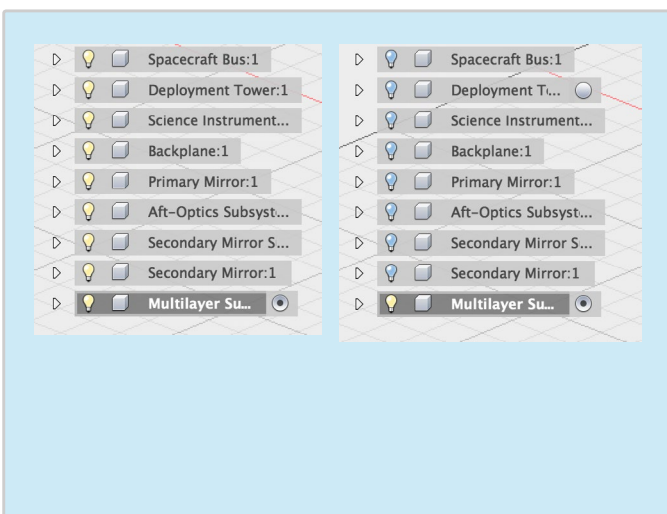 Spacecraft Bus:1
Deployment Tower:1
Science Instrument...
Backplane:1
Primary Mirror:1
Aft-Optics Subsyst...
Secondary Mirror S...
Secondary Mirror:1
Multilayer Su...
Spacecraft Bus:1
Deployment T...
Science Instrument...
Backplane:1
Primary Mirror:1
Aft-Optics Subsyst...
Secondary Mirror S...
Secondary Mirror:1
Multilayer Su...